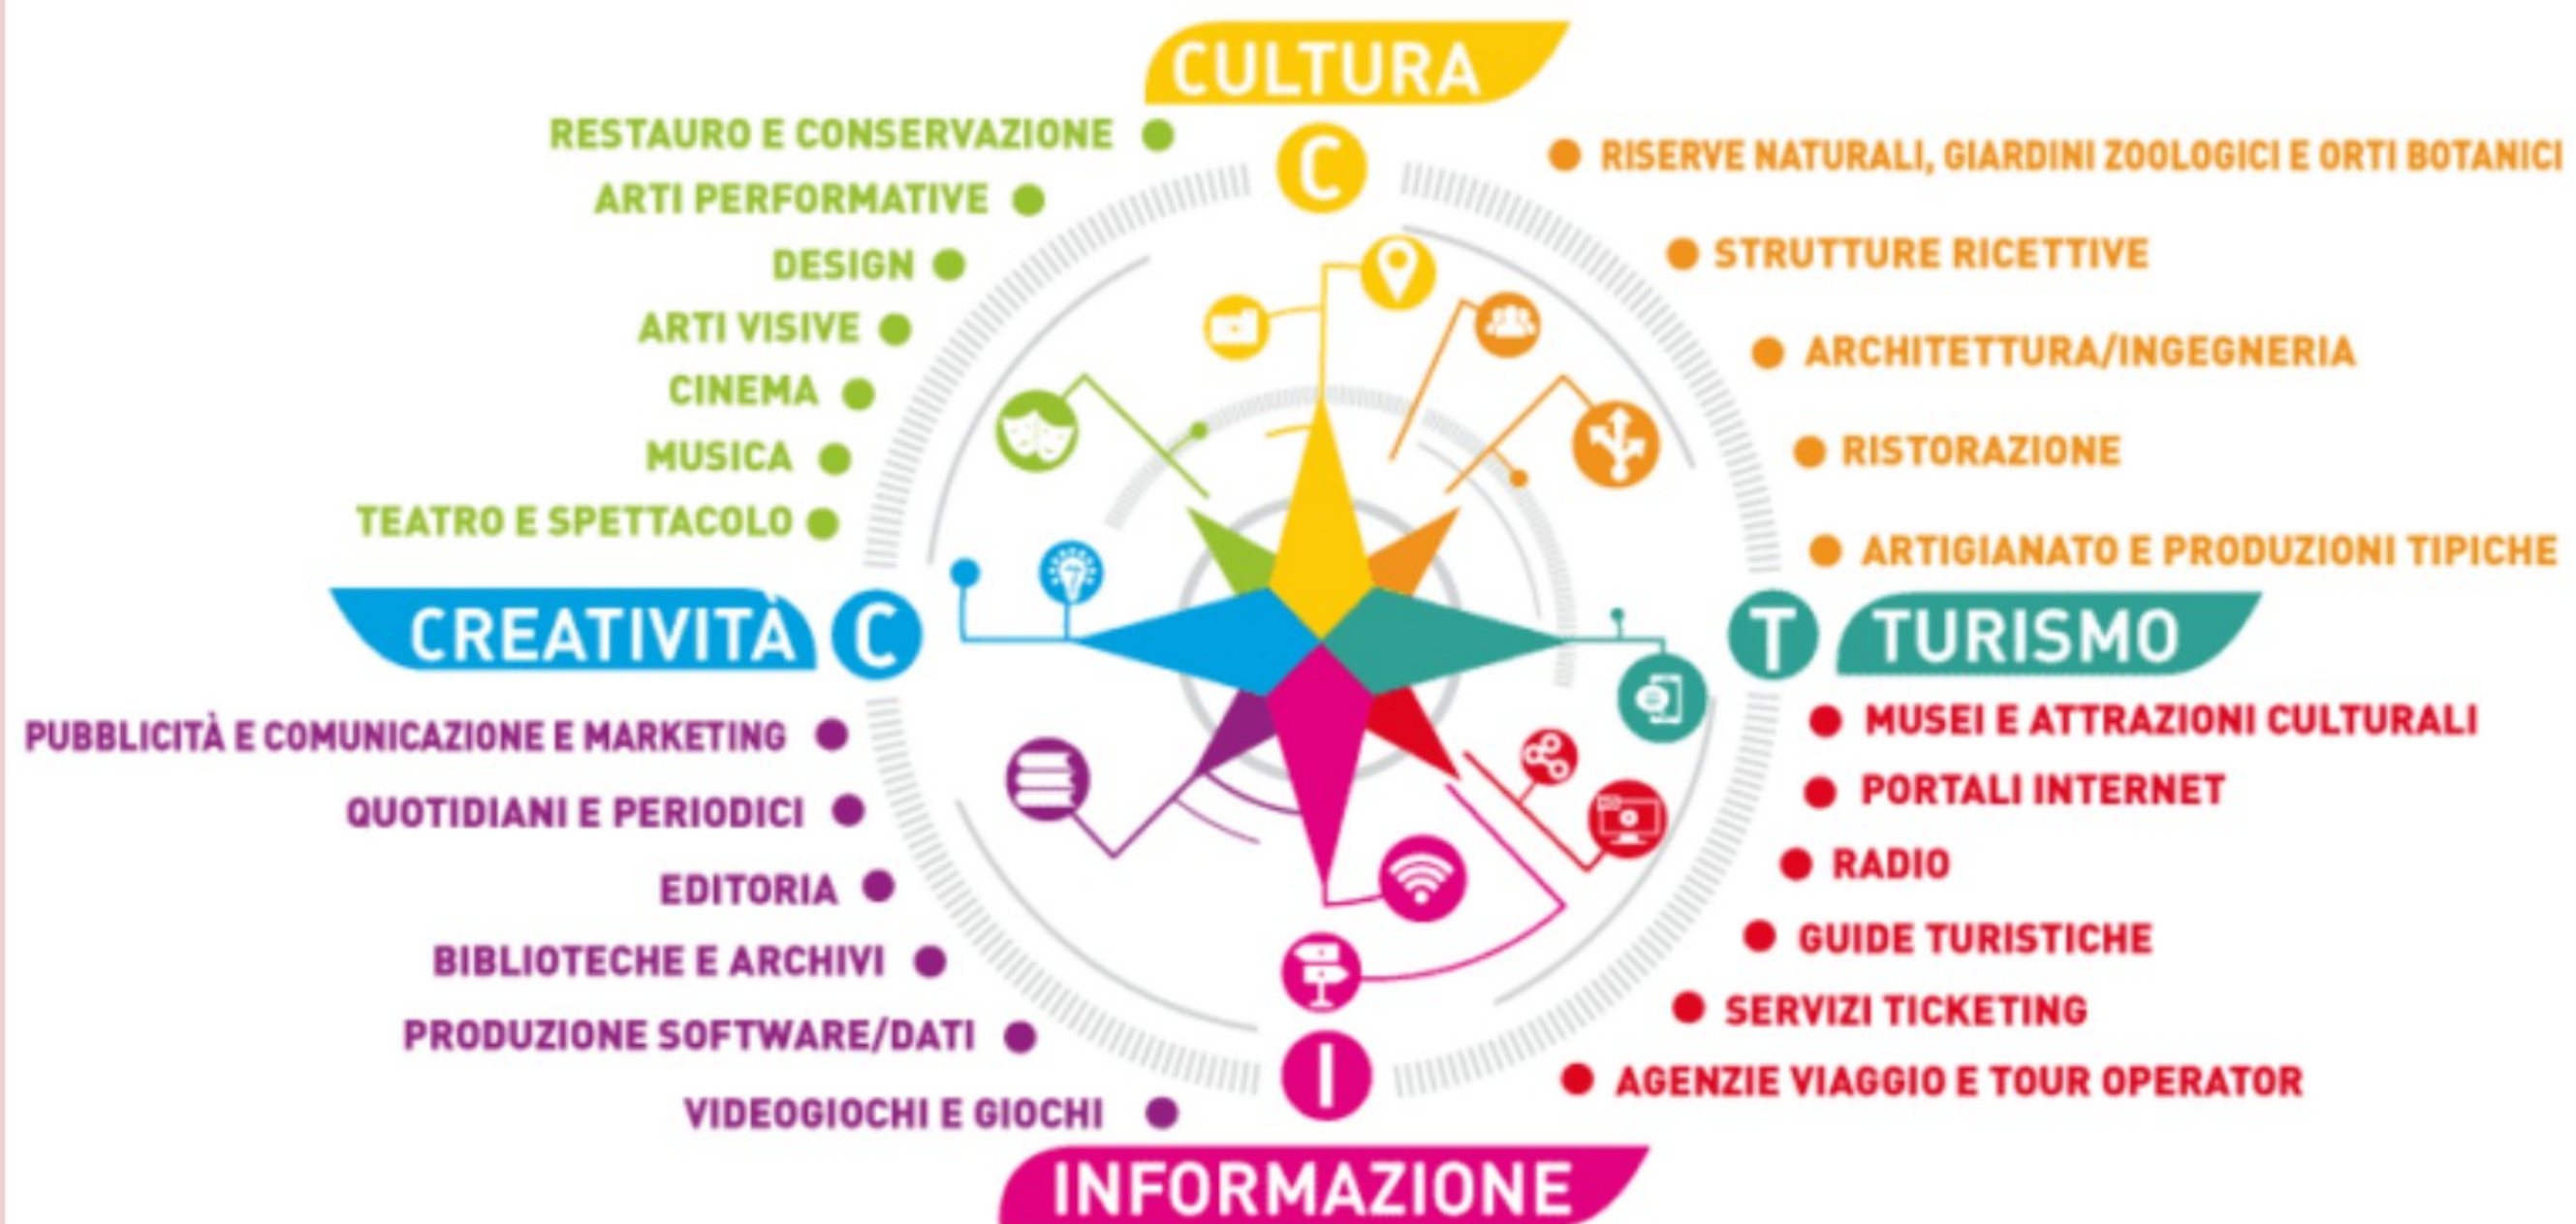 CULTURA
C
RESTAURO E CONSERVAZIONE
ARTI PERFORMATIVE
DESIGN
ARTI VISIVE
CINEMA
MUSICA
TEATRO E SPETTACOLO
RISERVE NATURALI, GIARDINI ZOOLOGICI E ORTI BOTANICI
STRUTTURE RICETTIVE
ARCHITETTURA/INGEGNERIA
RISTORAZIONE
ARTIGIANATO E PRODUZIONI TIPICHE
CREATIVITÀ C
T TURISMO
PUBBLICITÀ E COMUNICAZIONE E MARKETING
QUOTIDIANI E PERIODICI
EDITORIA
BIBLIOTECHE E ARCHIVI
PRODUZIONE SOFTWARE/DATI
VIDEOGIOCHI E GIOCHI
MUSEI E ATTRAZIONI CULTURALI
PORTALI INTERNET
RADIO
GUIDE TURISTICHE
SERVIZI TICKETING
AGENZIE VIAGGIO E TOUR OPERATOR
I
INFORMAZIONE